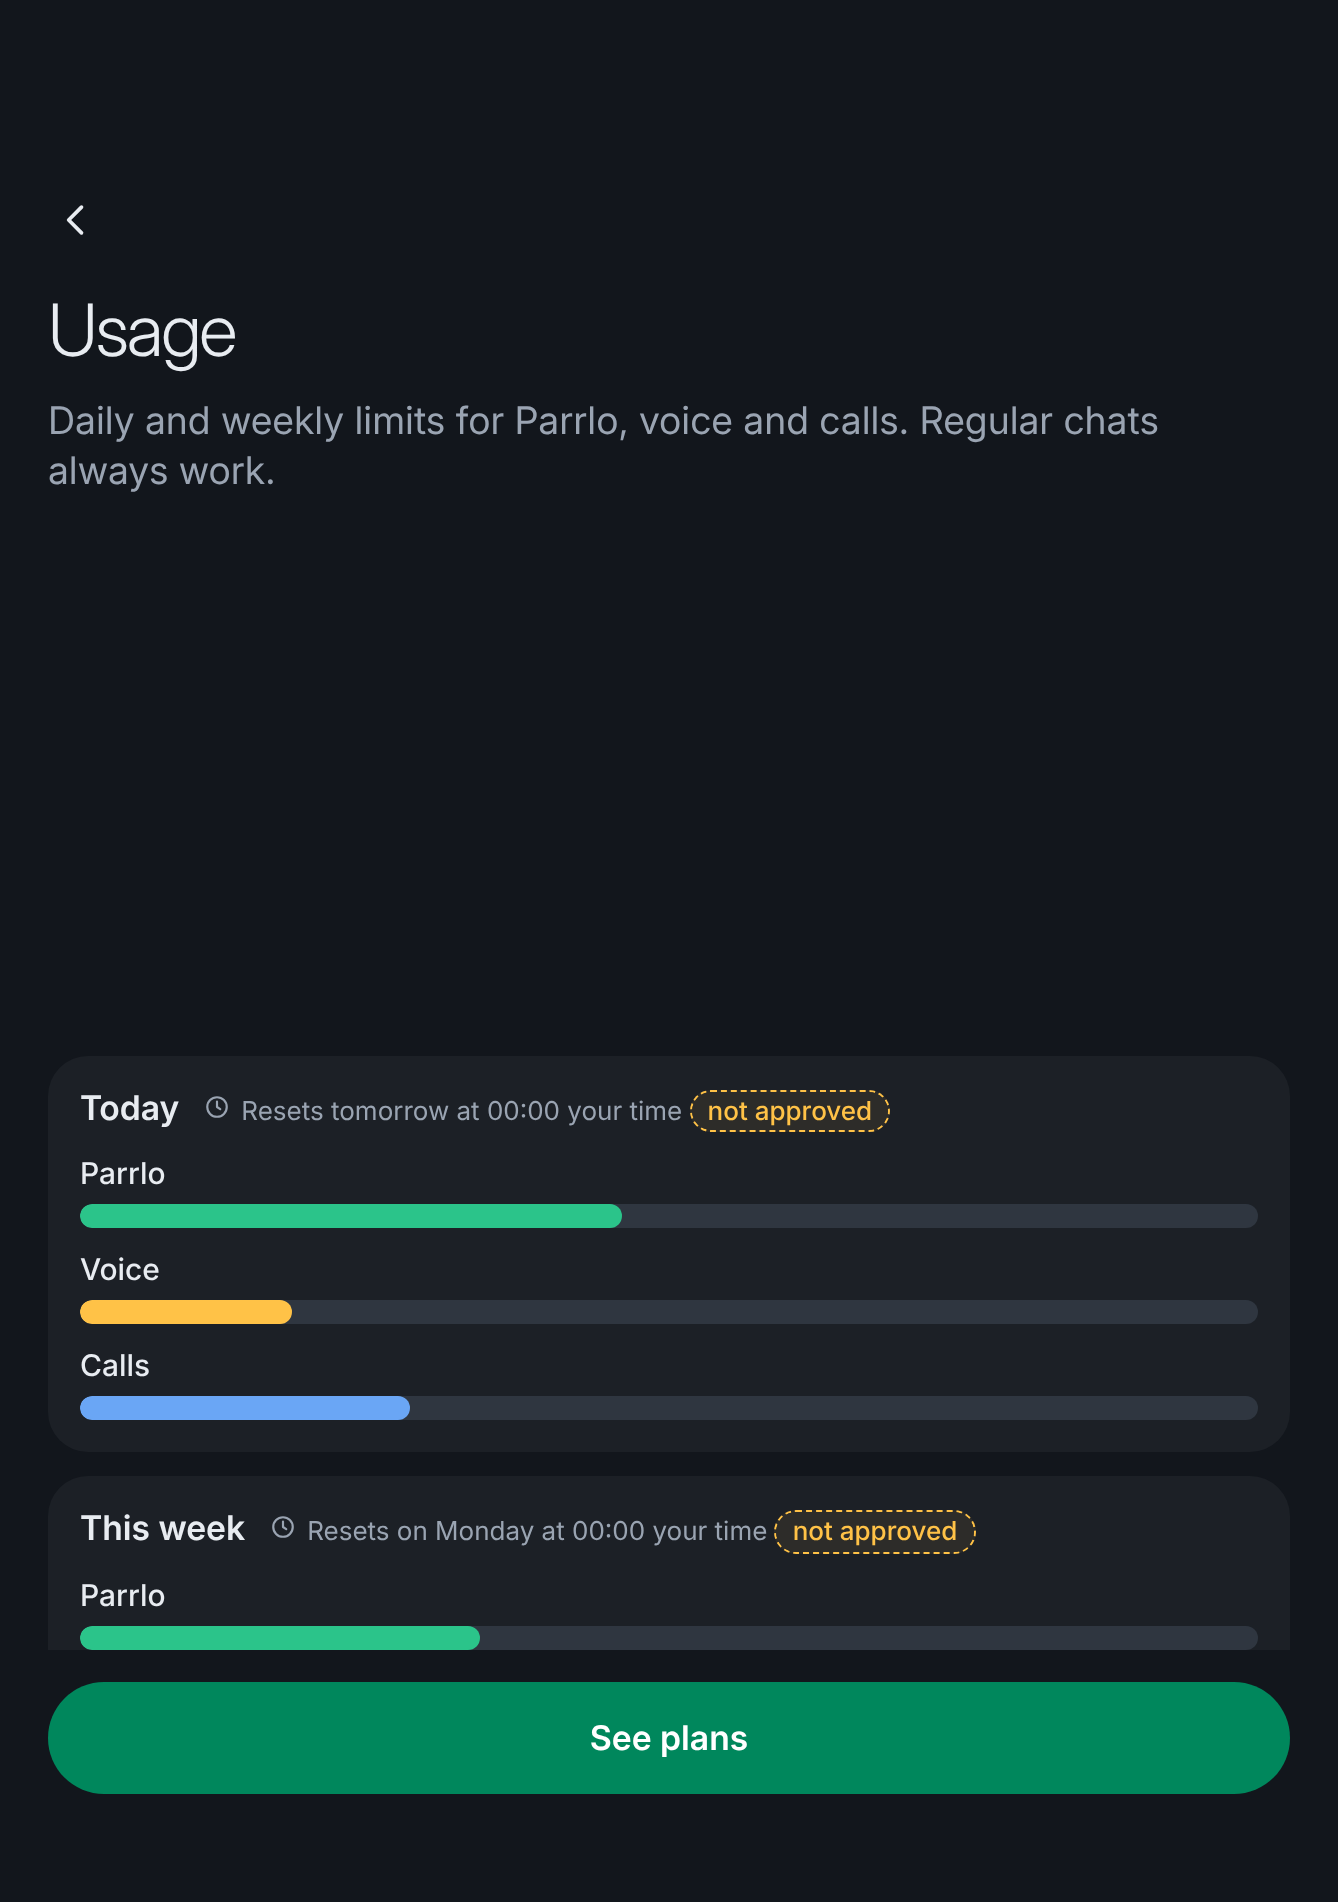 Usage
Daily and weekly limits for Parrlo, voice and calls. Regular chats
always work.
Today Resets tomorrow at 00:00 your time not approved
Parrlo
Voice
Calls
This week Resets on Monday at 00:00 your time not approved
Parrlo
See plans